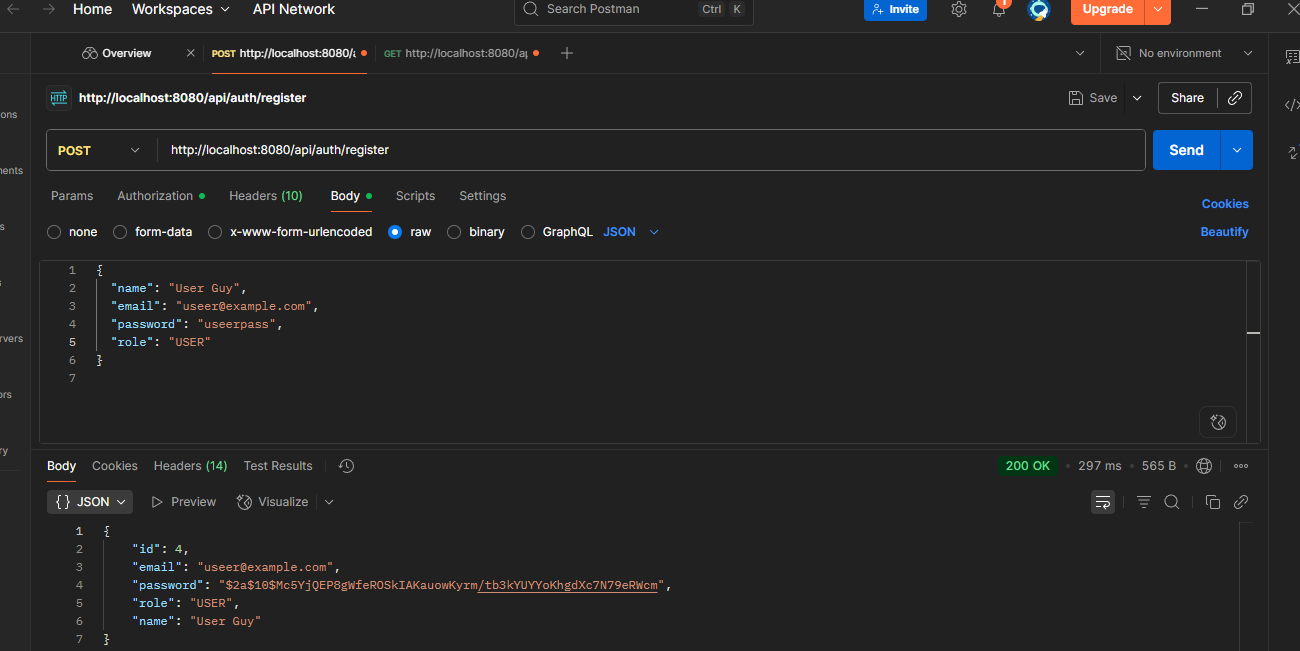 Home Workspaces API Network Search Postman Ctrl K Invite 1 Upgrade
Overview POST http://localhost:8080/a GET http://localhost:8080/ap No environment
HTTP http://localhost:8080/api/auth/register Save Share
POST http://localhost:8080/api/auth/register Send
Params Authorization Headers (10) Body Scripts Settings Cookies
none form-data x-www-form-urlencoded raw binary GraphQL JSON Beautify
1 {
2 "name": "User Guy",
3 "email": "useer@example.com",
4 "password": "useerpass",
5 "role": "USER"
6 }
7
ons
nents
s
rvers
ors
ry
Body Cookies Headers (14) Test Results 200 OK 297 ms 565 B
{} JSON Preview Visualize
1 {
2 "id": 4,
3 "email": "useer@example.com",
4 "password": "$2a$10$Mc5YjQEP8gWfeROSkIAKauowKyrm/tb3kYUYYoKhgdXc7N79eRWcm",
5 "role": "USER",
6 "name": "User Guy"
7 }